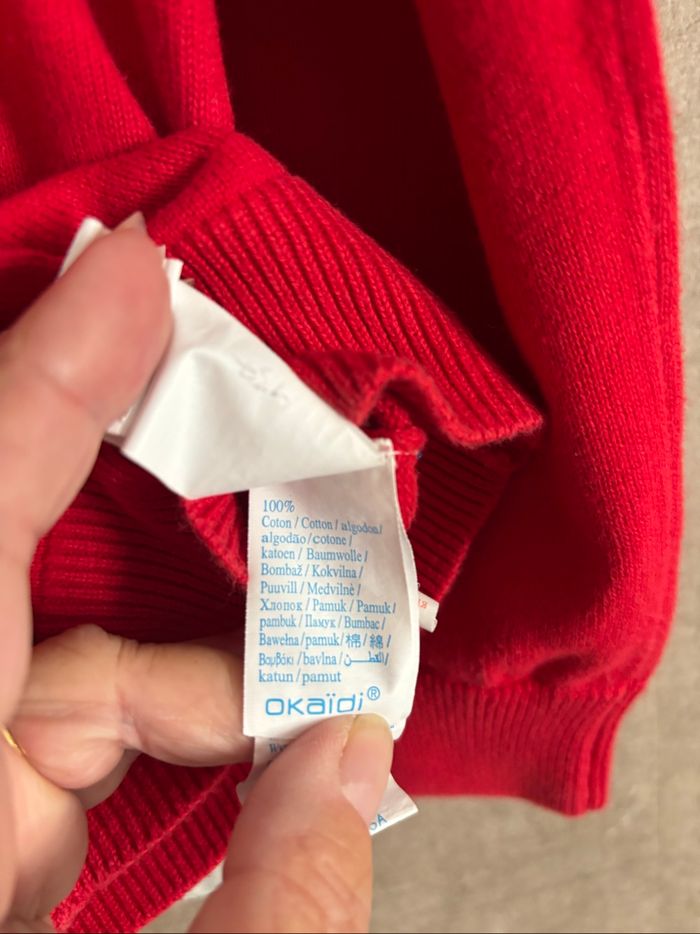 100%
Coton / Cotton / algodon/
algodão/cotone /
katoen / Baumwolle /
Bombaž / Kokvilna /
Puuvill / Medvilnė /
Хлопок / Pamuk / Pamuk /
pambuk / Памук / Bumbac /
Bawełna/pamuk/棉/ 綿 /
Βαμβάκι /bavlna /القطن/
katun / pamut
OKaïdi®